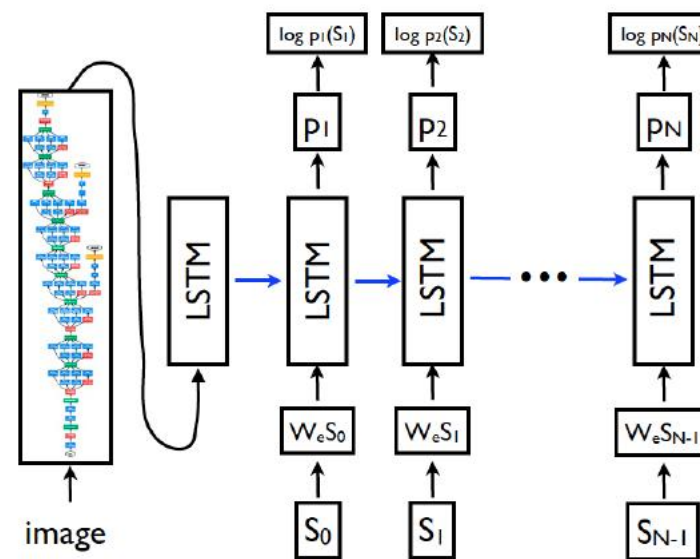 log p1(S1) log p2(S2) log pN(SN)
p1 p2 pN
LSTM LSTM LSTM LSTM
WeS0 WeS1 WeSN-1
image S0 S1 SN-1